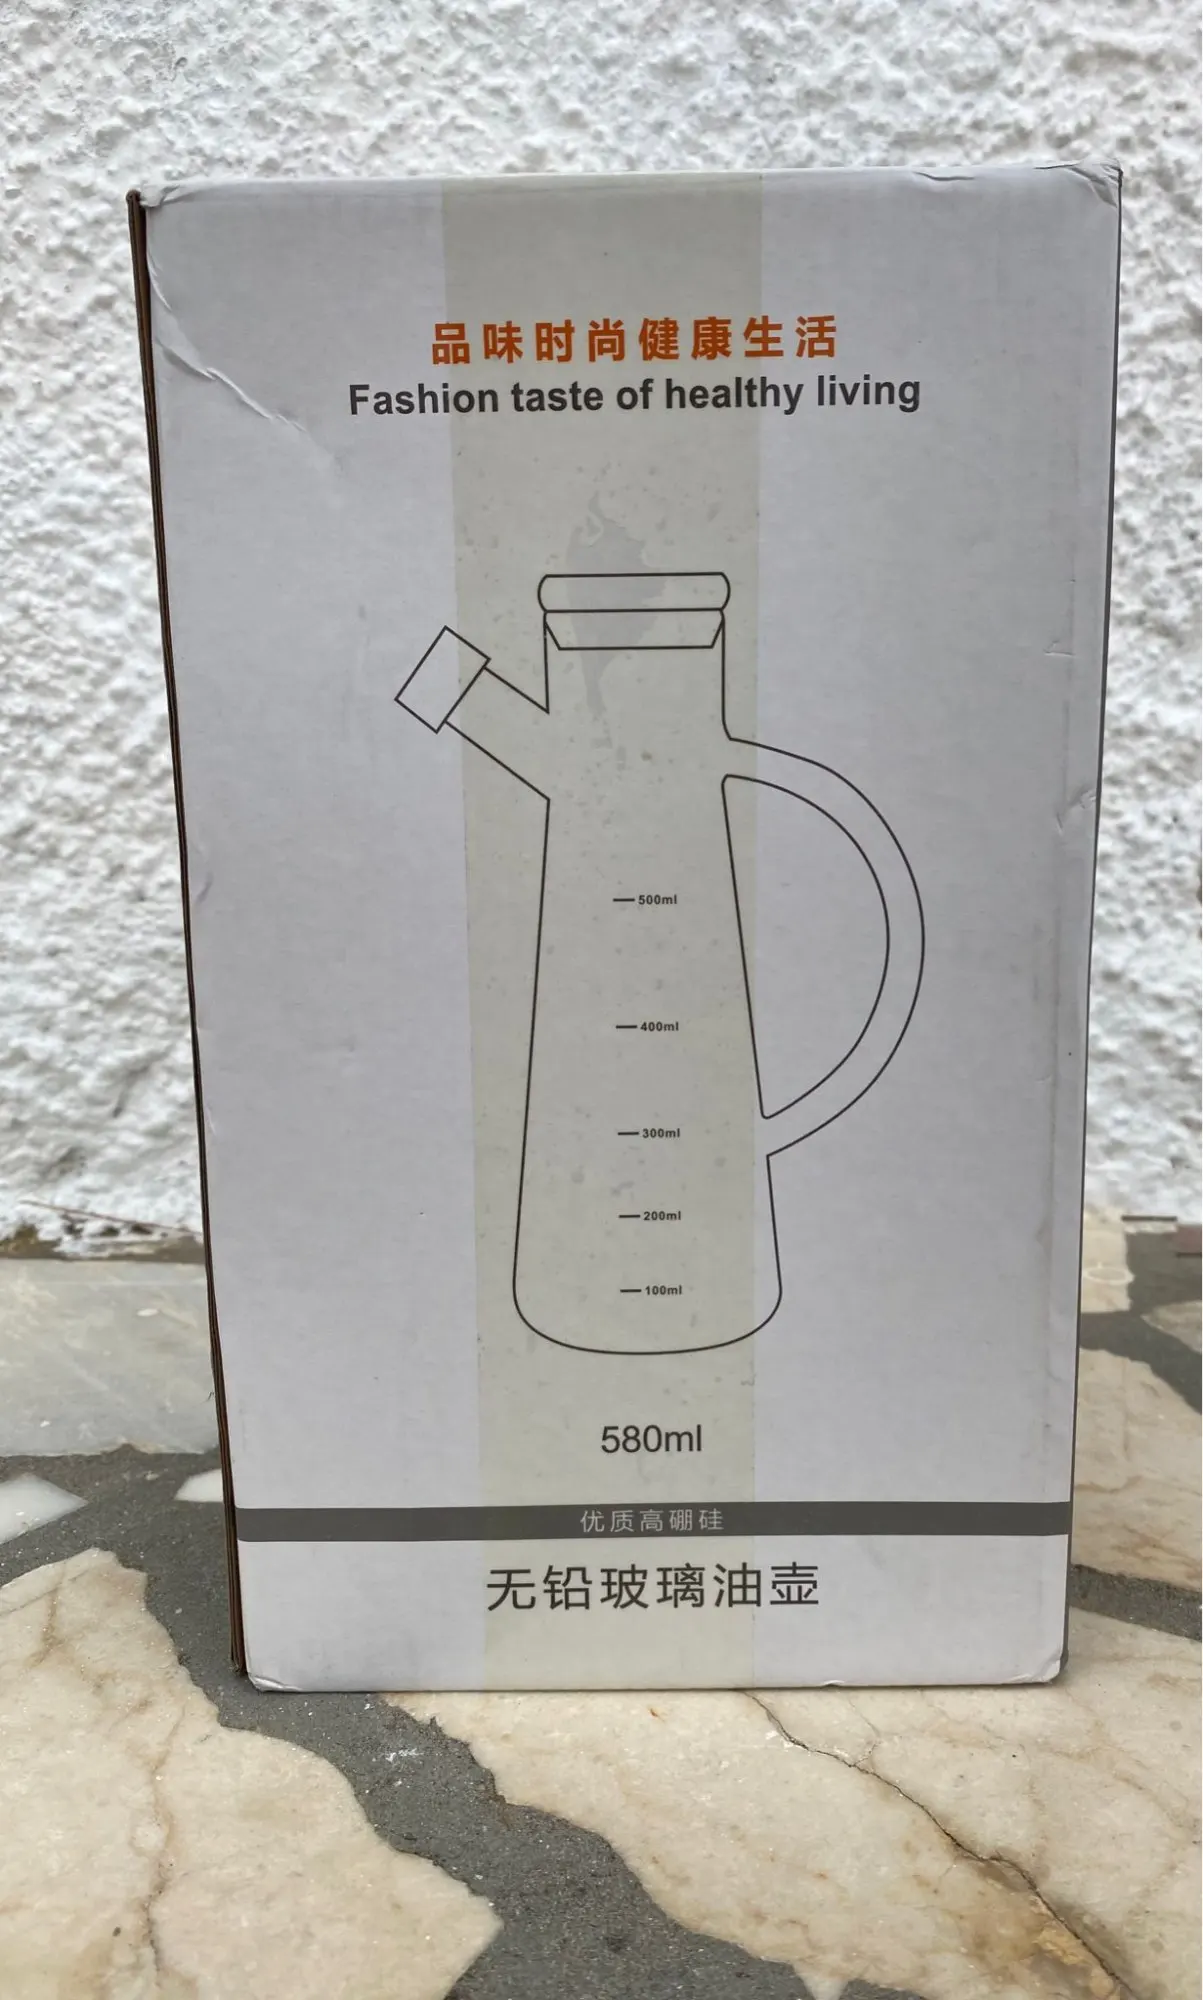 品味时尚健康生活
Fashion taste of healthy living
500ml
400ml
300ml
200ml
100ml
580ml
优质高硼硅
无铅玻璃油壶